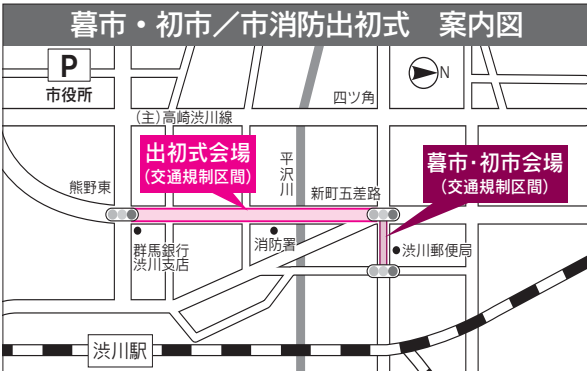 暮市・初市／市消防出初式　案内図
P
市役所
N
四ツ角
(主)高崎渋川線
出初式会場
(交通規制区間)
平沢川
暮市・初市会場
(交通規制区間)
熊野東
新町五差路
群馬銀行
渋川支店
消防署
渋川郵便局
渋川駅